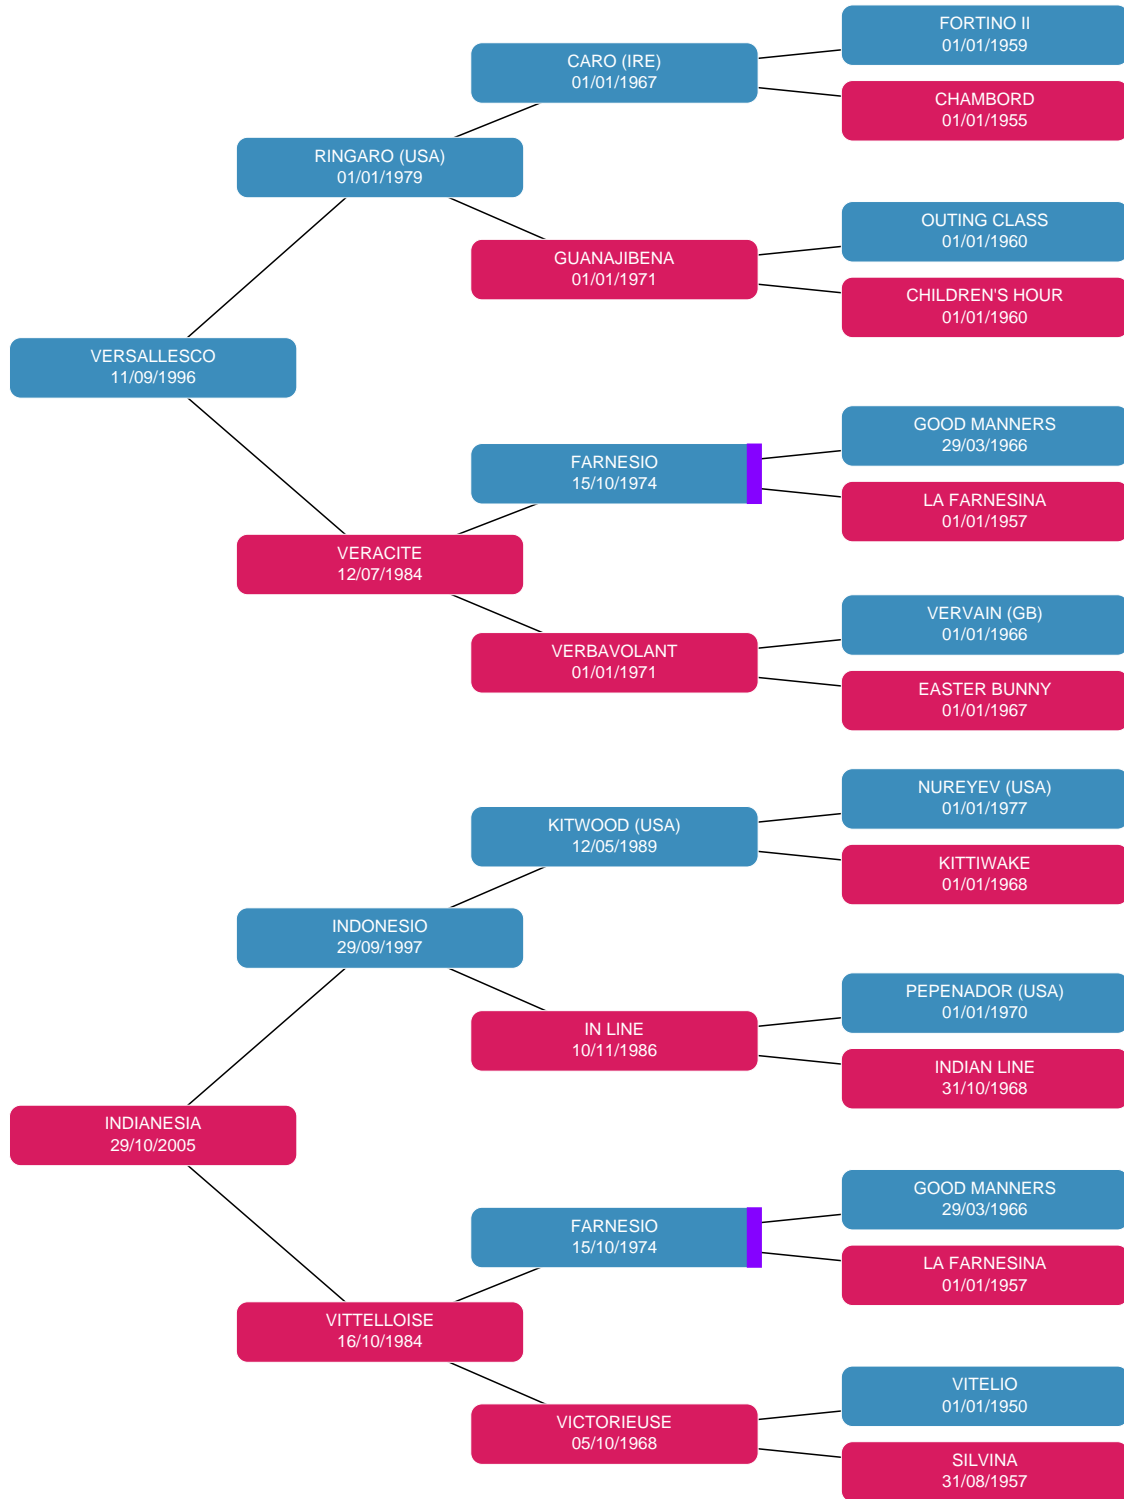 FORTINO II
01/01/1959
CARO (IRE)
01/01/1967
CHAMBORD
01/01/1955
RINGARO (USA)
01/01/1979
OUTING CLASS
01/01/1960
GUANAJIBENA
01/01/1971
CHILDREN'S HOUR
01/01/1960
VERSALLESCO
11/09/1996
GOOD MANNERS
29/03/1966
FARNESIO
15/10/1974
LA FARNESINA
01/01/1957
VERACITE
12/07/1984
VERVAIN (GB)
01/01/1966
VERBAVOLANT
01/01/1971
EASTER BUNNY
01/01/1967
NUREYEV (USA)
01/01/1977
KITWOOD (USA)
12/05/1989
KITTIWAKE
01/01/1968
INDONESIO
29/09/1997
PEPENADOR (USA)
01/01/1970
IN LINE
10/11/1986
INDIAN LINE
31/10/1968
INDIANESIA
29/10/2005
GOOD MANNERS
29/03/1966
FARNESIO
15/10/1974
LA FARNESINA
01/01/1957
VITTELLOISE
16/10/1984
VITELIO
01/01/1950
VICTORIEUSE
05/10/1968
SILVINA
31/08/1957